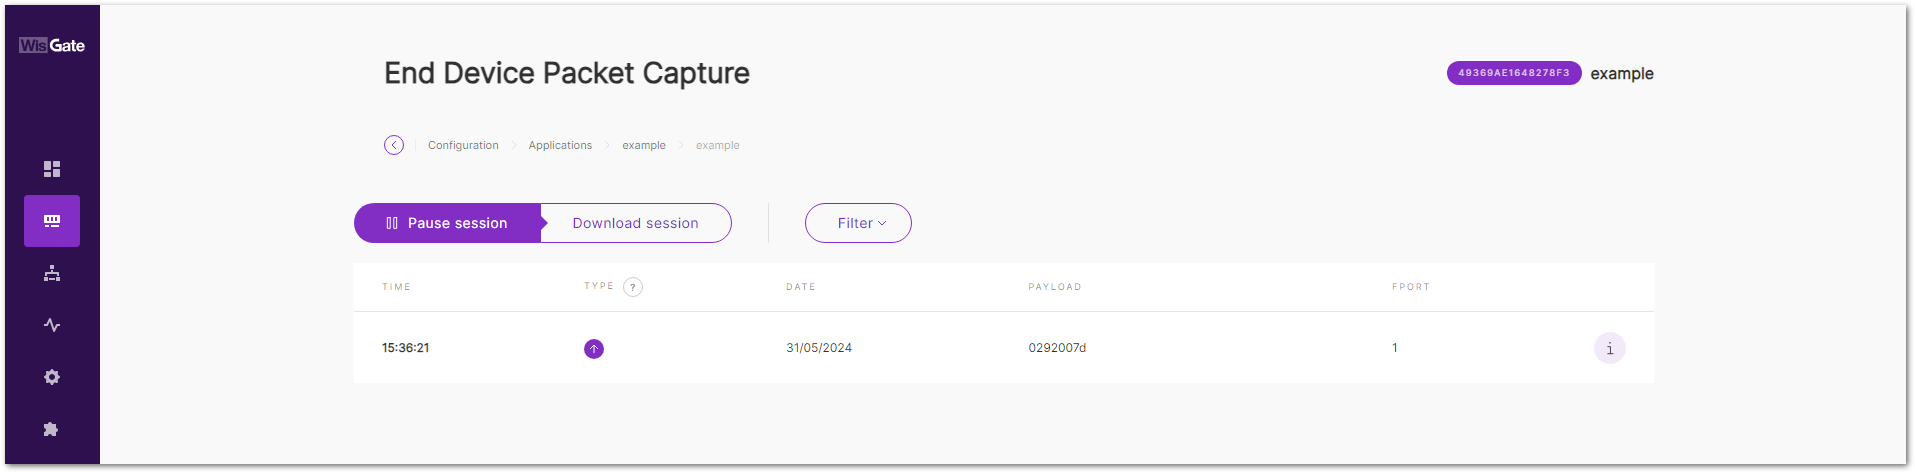 WisGate
End Device Packet Capture
49369AE1648278F3 example
Configuration Applications example example
Pause session Download session Filter
TIME TYPE ? DATE PAYLOAD FPORT
15:36:21 31/05/2024 0292007d 1 i